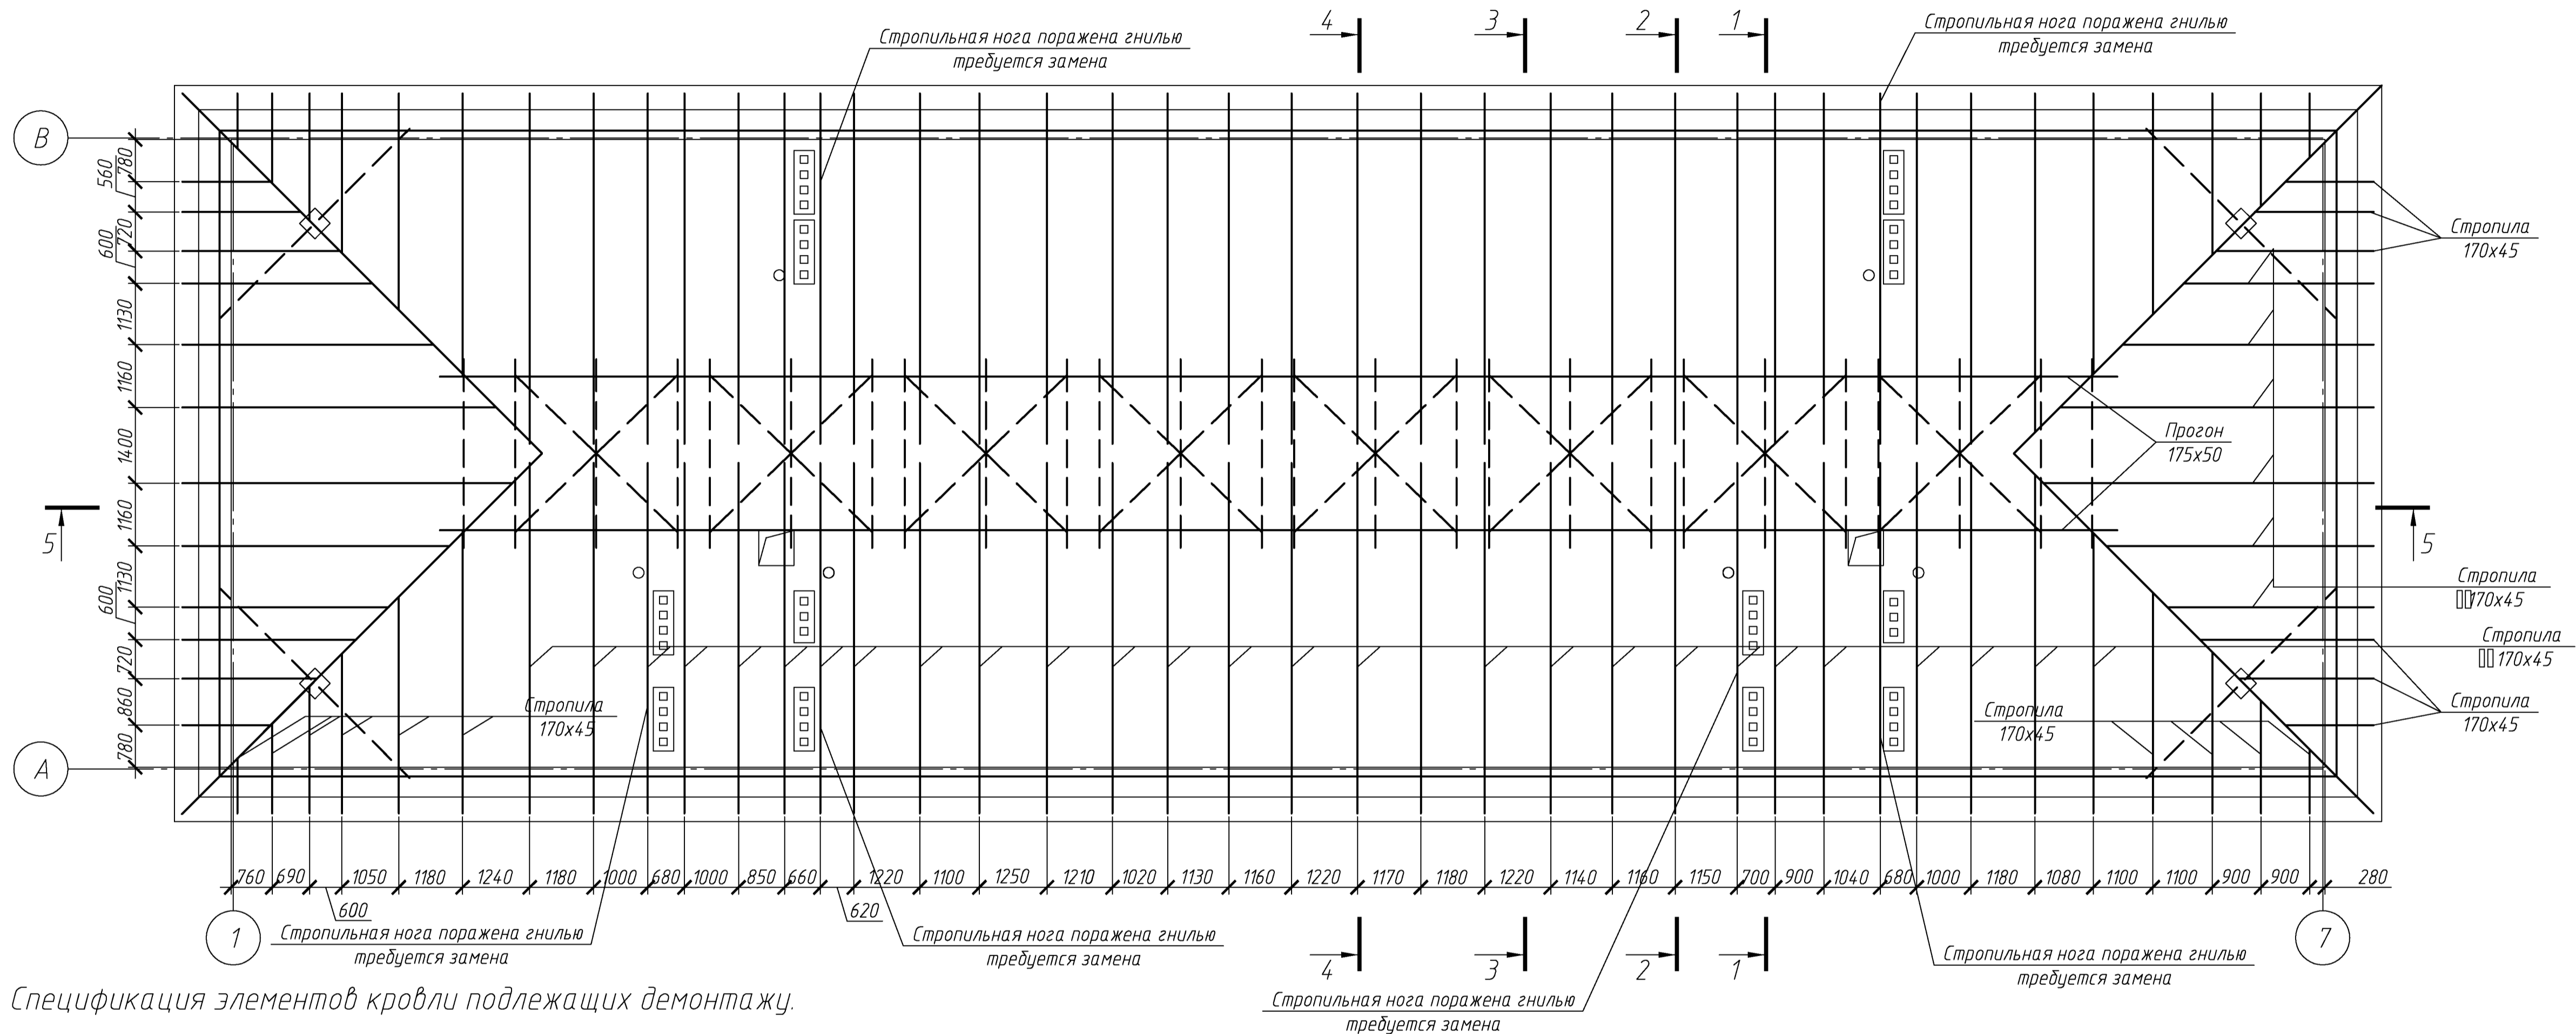 Стропильная нога поражена гнилью
требуется замена
4
3
2
1
Стропильная нога поражена гнилью
требуется замена
В
780
560
720
600
1130
1160
1400
1160
1130
600
720
860
780
А
5
5
Стропила
170х45
Прогон
175х50
Стропила
170х45
Стропила
170х45
Стропила
170х45
Стропила
170х45
Стропила
170х45
760 690 1050 1180 1240 1180 1000 680 1000 850 660 1220 1100 1250 1210 1020 1130 1160 1220 1170 1180 1220 1140 1160 1150 700 900 1040 680 1000 1180 1080 1100 1100 900 900 280
600
620
1
7
Стропильная нога поражена гнилью
требуется замена
Стропильная нога поражена гнилью
требуется замена
4
3
2
1
Стропильная нога поражена гнилью
требуется замена
Стропильная нога поражена гнилью
требуется замена
Спецификация элементов кровли подлежащих демонтажу.